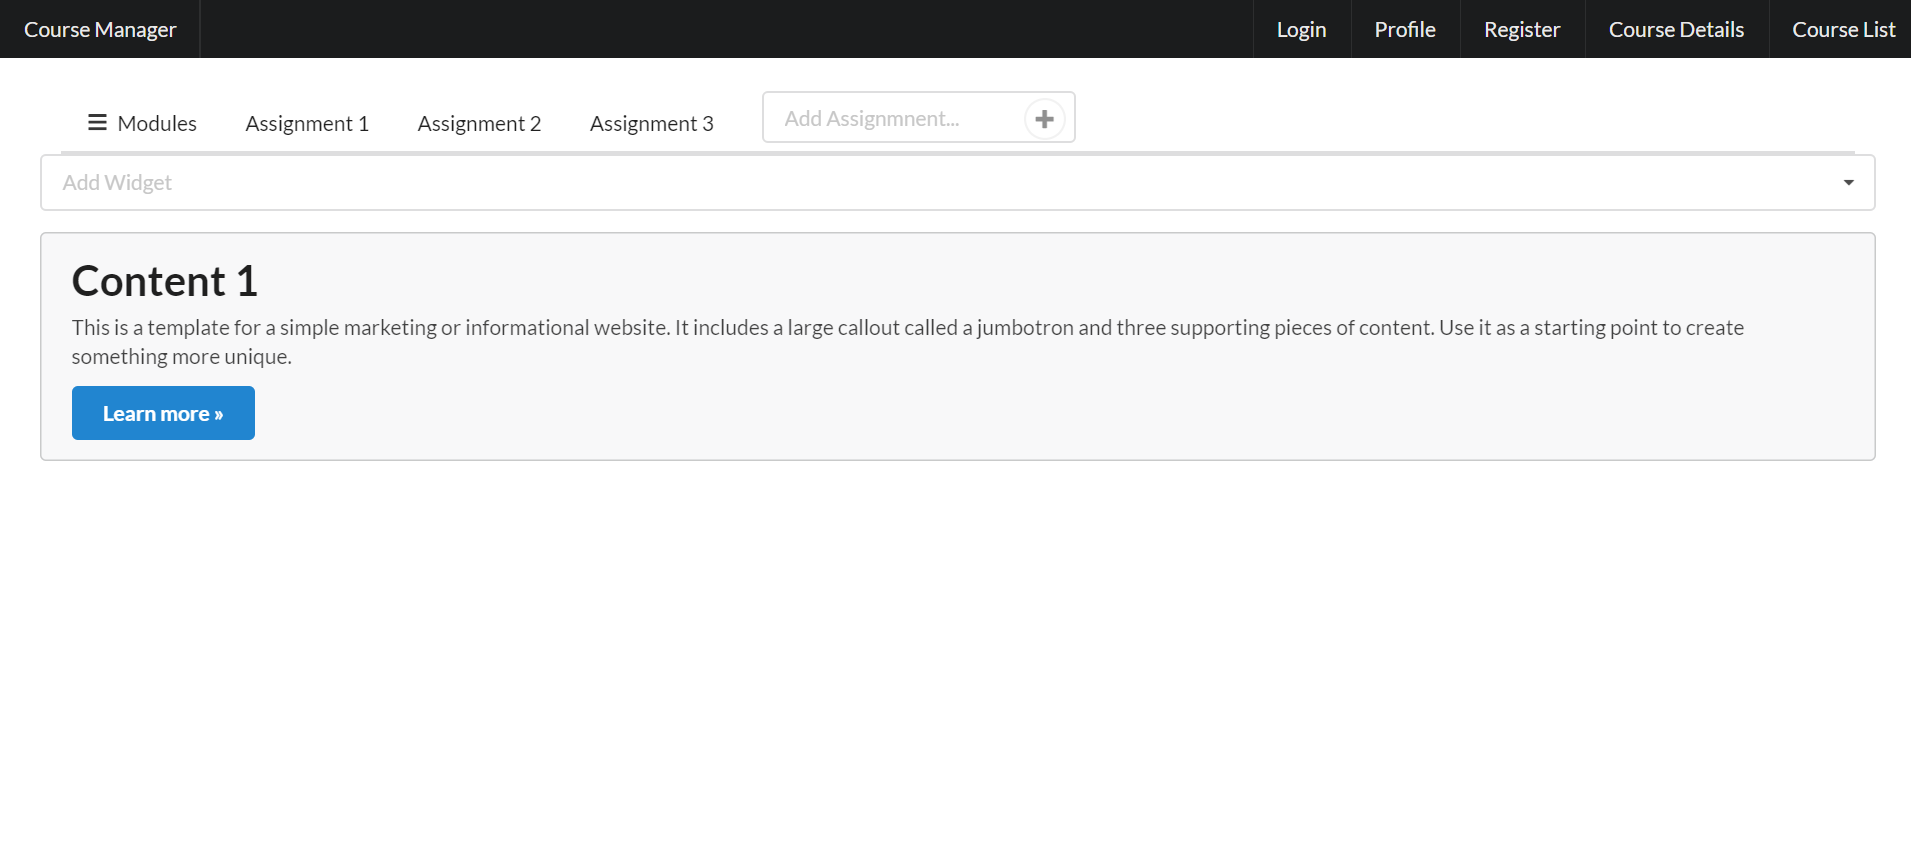 Course Manager Login Profile Register Course Details Course List
Modules Assignment 1 Assignment 2 Assignment 3 Add Assignmnent...
Add Widget
Content 1
This is a template for a simple marketing or informational website. It includes a large callout called a jumbotron and three supporting pieces of content. Use it as a starting point to create
something more unique.
Learn more »